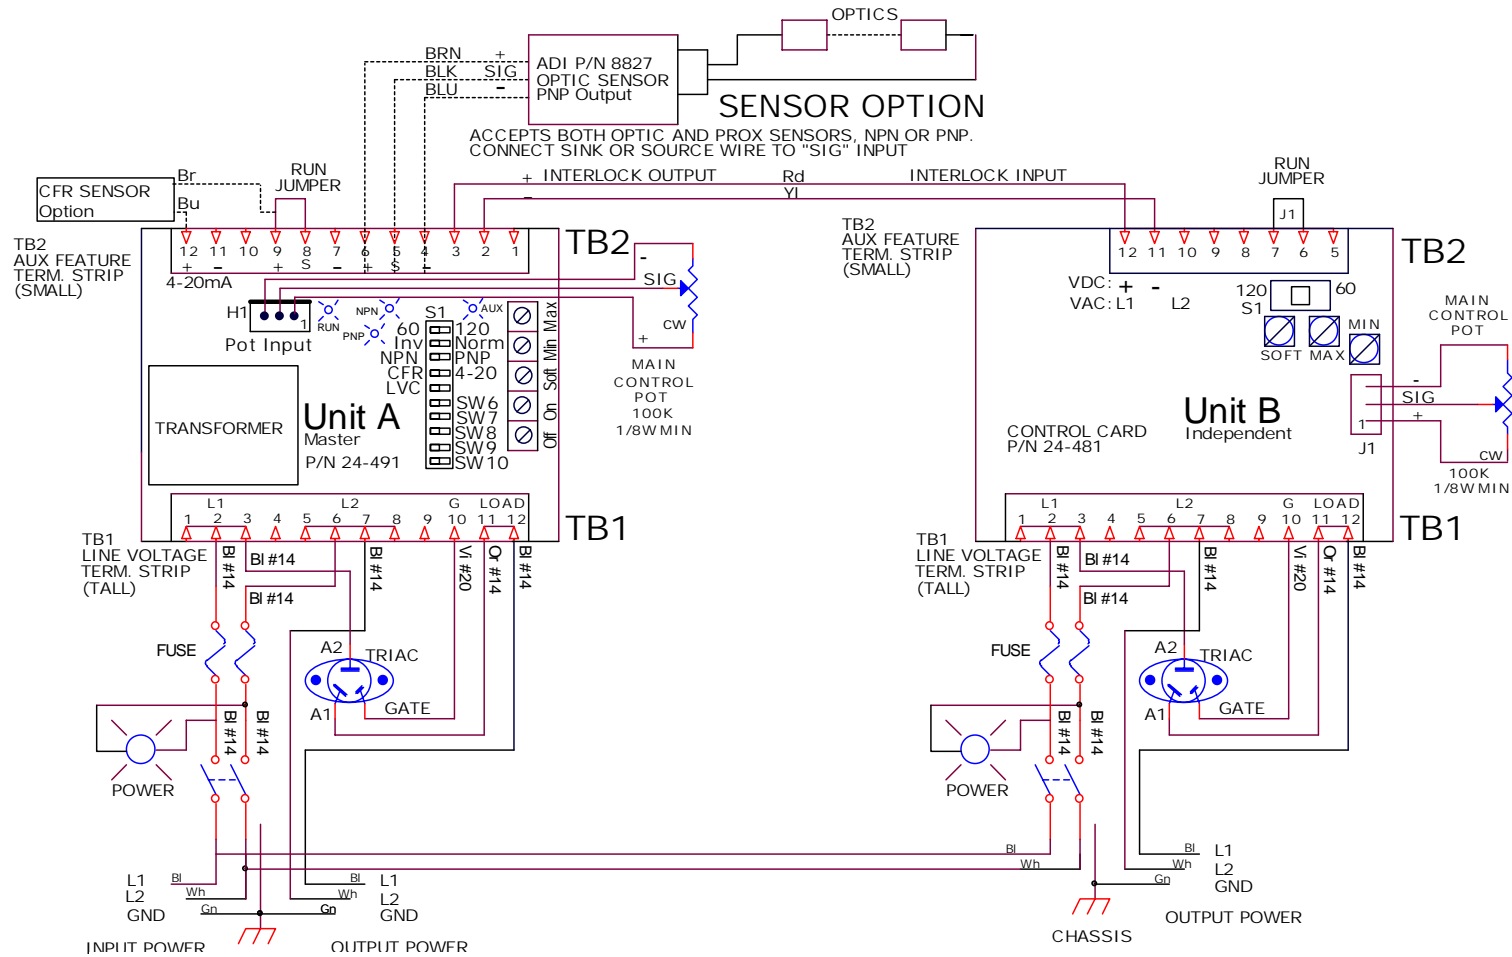 OPTICS
BRN +
BLK SIG
BLU -
ADI P/N 8827
OPTIC SENSOR
PNP Output
SENSOR OPTION
ACCEPTS BOTH OPTIC AND PROX SENSORS, NPN OR PNP.
CONNECT SINK OR SOURCE WIRE TO "SIG" INPUT
CFR SENSOR
Option
Br
Bu
RUN
JUMPER
+ INTERLOCK OUTPUT Rd INTERLOCK INPUT
- Yl
RUN
JUMPER
J1
TB2
AUX FEATURE
TERM. STRIP
(SMALL)
12 11 10 9 8 7 6 5 4 3 2 1
+ - + S - + S -
4-20mA
TB2
H1
1
Pot Input
RUN
NPN
PNP
AUX
S1
60 120
Inv Norm
NPN PNP
CFR 4-20
LVC
SW6
SW7
SW8
SW9
SW10
Off On Soft Min Max
-
SIG
cw
+
MAIN
CONTROL
POT
100K
1/8W MIN
TRANSFORMER
Unit A
Master
P/N 24-491
L1 L2 G LOAD
1 2 3 4 5 6 7 8 9 10 11 12
TB1
TB1
LINE VOLTAGE
TERM. STRIP
(TALL)
Bl #14
Bl #14
Bl #14
Bl #14
Vi #20
Or #14
Bl #14
FUSE
A2
TRIAC
A1
GATE
Bl #14
Bl #14
POWER
L1 Bl
L2 Wh
GND Gn
INPUT POWER
Bl L1
Wh L2
Gn GND
OUTPUT POWER
TB2
AUX FEATURE
TERM. STRIP
(SMALL)
12 11 10 9 8 7 6 5
TB2
VDC: + -
VAC: L1 L2
120 60
S1
SOFT MAX
MIN
MAIN
CONTROL
POT
-
SIG
+
1
J1
cw
100K
1/8W MIN
Unit B
Independent
CONTROL CARD
P/N 24-481
L1 L2 G LOAD
1 2 3 4 5 6 7 8 9 10 11 12
TB1
TB1
LINE VOLTAGE
TERM. STRIP
(TALL)
Bl #14
Bl #14
Bl #14
Bl #14
Vi #20
Or #14
Bl #14
FUSE
A2
TRIAC
A1
GATE
Bl #14
Bl #14
POWER
Bl
Wh
Bl L1
Wh L2
Gn GND
OUTPUT POWER
CHASSIS